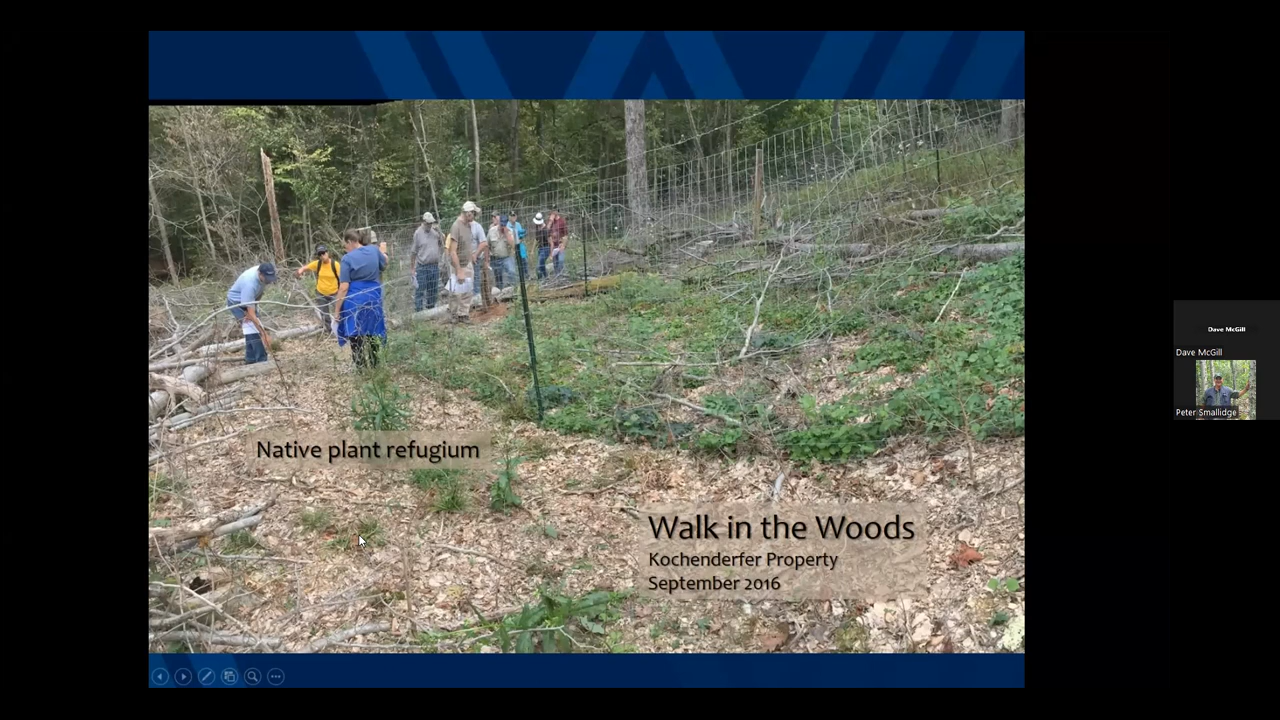 Native plant refugium
Walk in the Woods
Kochenderfer Property
September 2016
Dave McGill
Dave McGill
Peter Smallidge